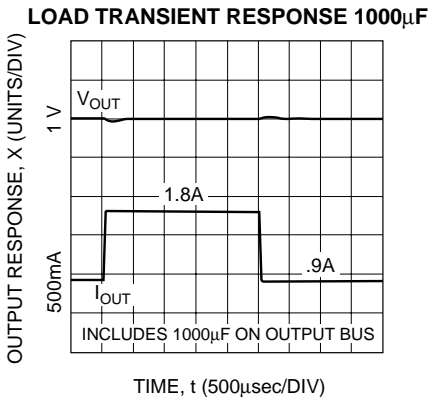 LOAD TRANSIENT RESPONSE 1000μF
OUTPUT RESPONSE, X (UNITS/DIV)
1 V
500mA
VOUT
1.8A
.9A
IOUT
INCLUDES 1000μF ON OUTPUT BUS
TIME, t (500μsec/DIV)